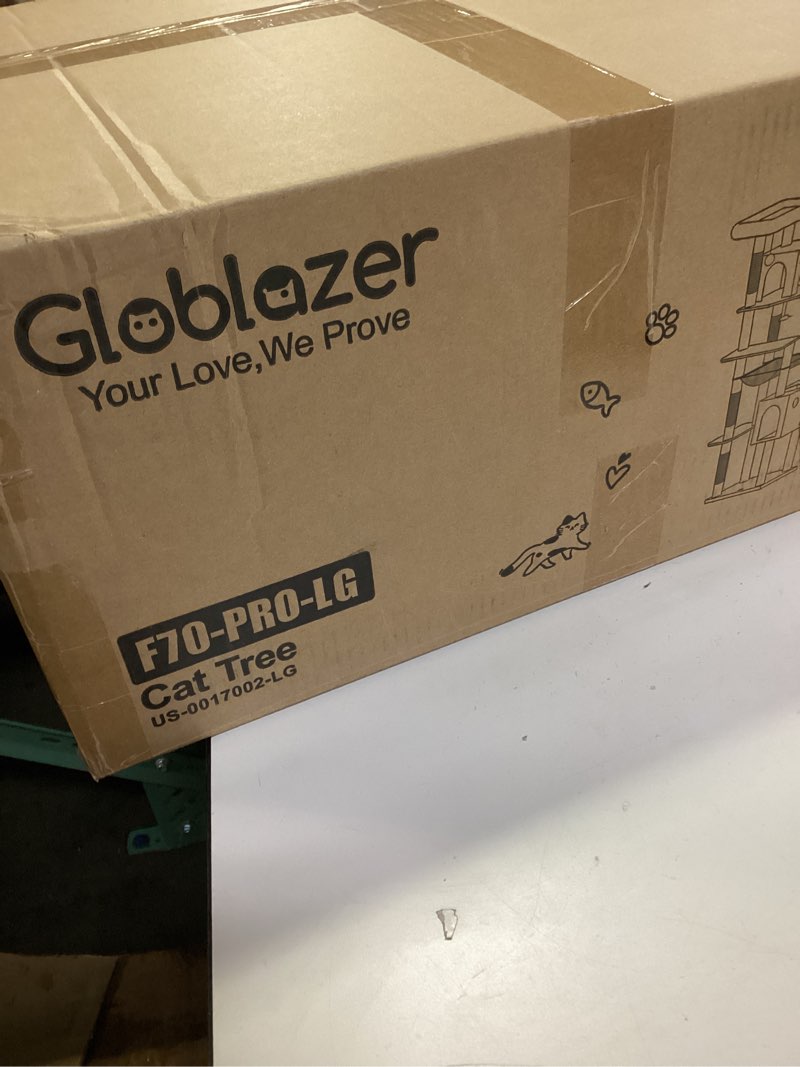 Globlazer
Your Love,We Prove
F70-PRO-LG
Cat Tree
US-0017002-LG